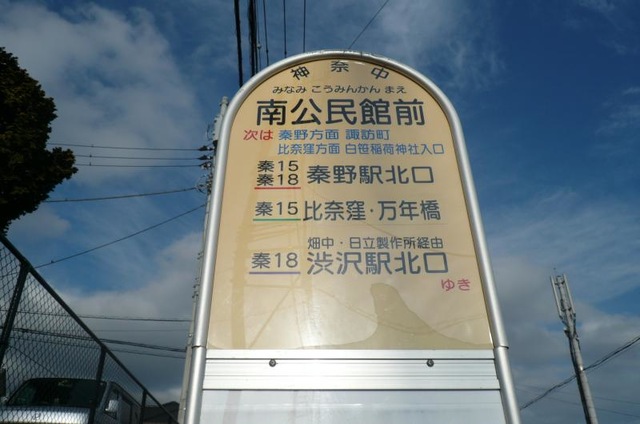 神奈中
みなみ こうみんかん まえ
南公民館前
次は 秦野方面 諏訪町
比奈窪方面 白笹稲荷神社入口
秦15
秦18 秦野駅北口
秦15 比奈窪・万年橋
畑中・日立製作所経由
秦18 渋沢駅北口
ゆき